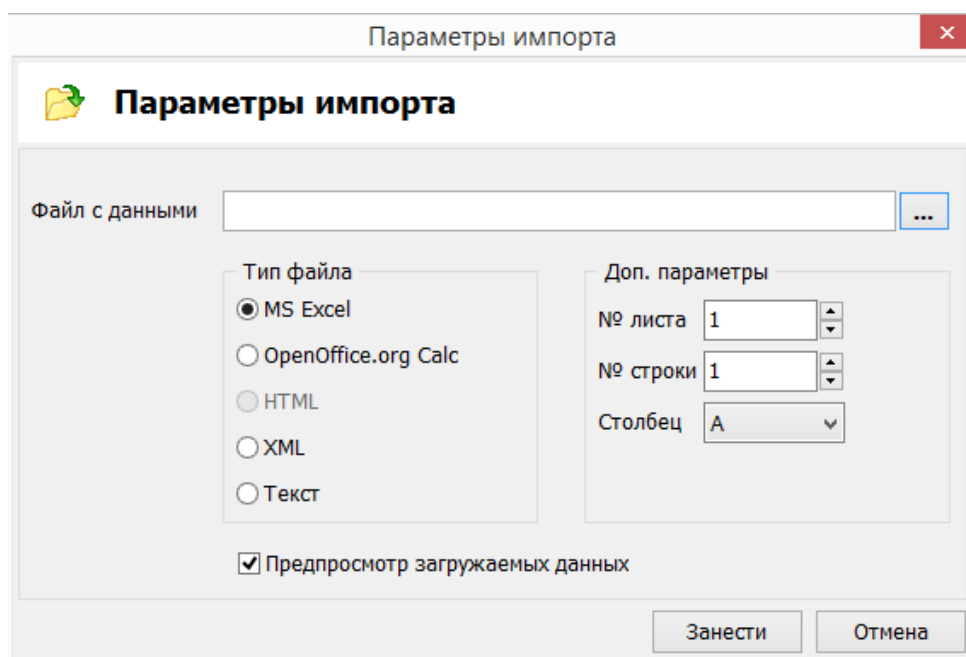 Параметры импорта
Параметры импорта
Файл с данными
...
Тип файла
MS Excel
OpenOffice.org Calc
HTML
XML
Текст
Доп. параметры
№ листа 1
№ строки 1
Столбец A
Предпросмотр загружаемых данных
Занести Отмена